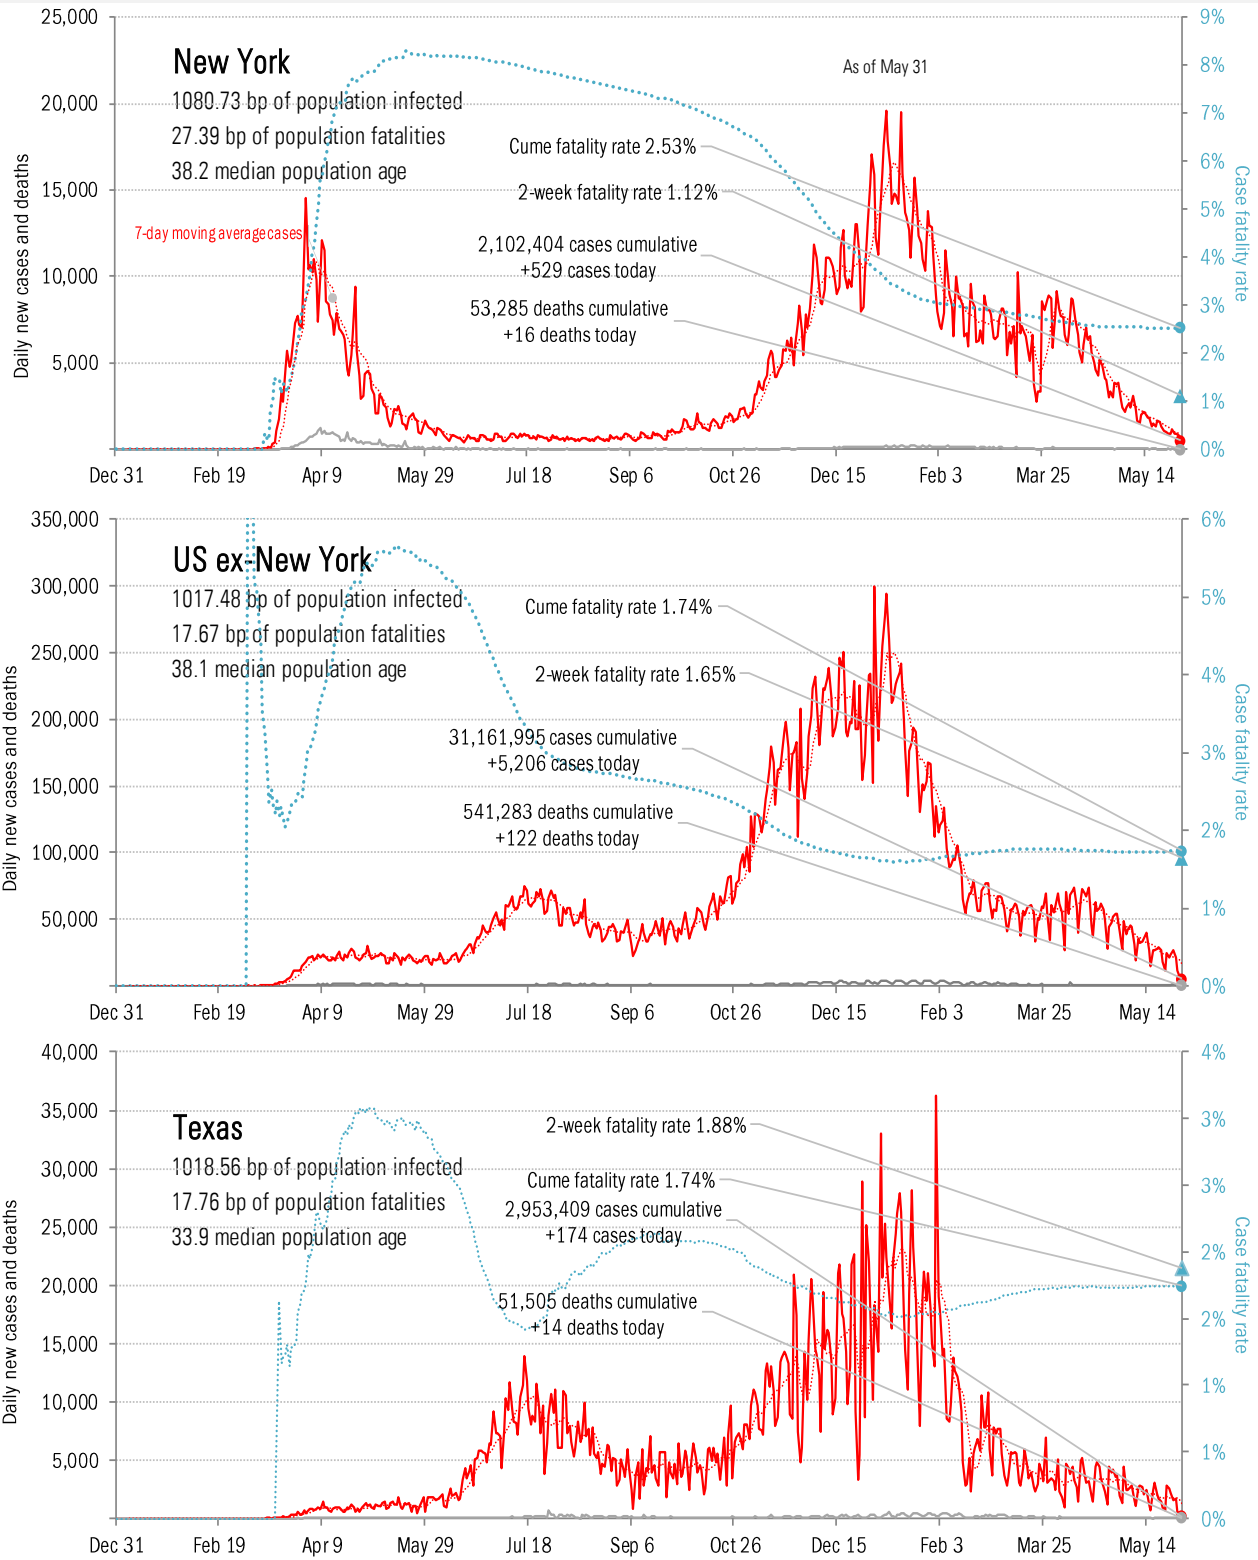 25,000
20,000
15,000
10,000
5,000
Daily new cases and deaths
New York
1080.73 bp of population infected
27.39 bp of population fatalities
38.2 median population age
7-day moving average cases
As of May 31
Cume fatality rate 2.53%
2-week fatality rate 1.12%
2,102,404 cases cumulative
+529 cases today
53,285 deaths cumulative
+16 deaths today
9%
8%
7%
6%
5%
4%
3%
2%
1%
0%
Case fatality rate
Dec 31 Feb 19 Apr 9 May 29 Jul 18 Sep 6 Oct 26 Dec 15 Feb 3 Mar 25 May 14
350,000
300,000
250,000
200,000
150,000
100,000
50,000
Daily new cases and deaths
US ex-New York
1017.48 bp of population infected
17.67 bp of population fatalities
38.1 median population age
Cume fatality rate 1.74%
2-week fatality rate 1.65%
31,161,995 cases cumulative
+5,206 cases today
541,283 deaths cumulative
+122 deaths today
6%
5%
4%
3%
2%
1%
0%
Case fatality rate
Dec 31 Feb 19 Apr 9 May 29 Jul 18 Sep 6 Oct 26 Dec 15 Feb 3 Mar 25 May 14
40,000
35,000
30,000
25,000
20,000
15,000
10,000
5,000
Daily new cases and deaths
Texas
1018.56 bp of population infected
17.76 bp of population fatalities
33.9 median population age
2-week fatality rate 1.88%
Cume fatality rate 1.74%
2,953,409 cases cumulative
+174 cases today
51,505 deaths cumulative
+14 deaths today
4%
3%
3%
2%
2%
1%
1%
0%
Case fatality rate
Dec 31 Feb 19 Apr 9 May 29 Jul 18 Sep 6 Oct 26 Dec 15 Feb 3 Mar 25 May 14